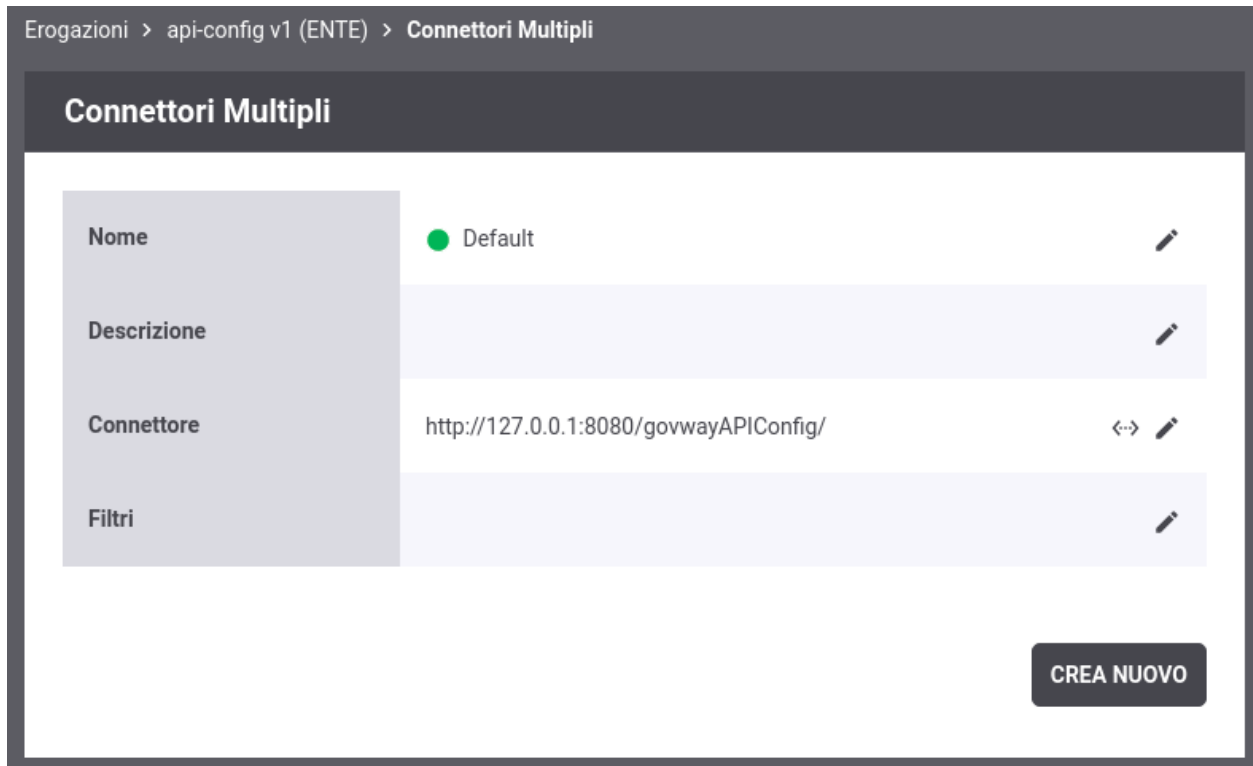 Erogazioni > api-config v1 (ENTE) > Connettori Multipli
Connettori Multipli
Nome Default
Descrizione
Connettore http://127.0.0.1:8080/govwayAPIConfig/
Filtri
CREA NUOVO